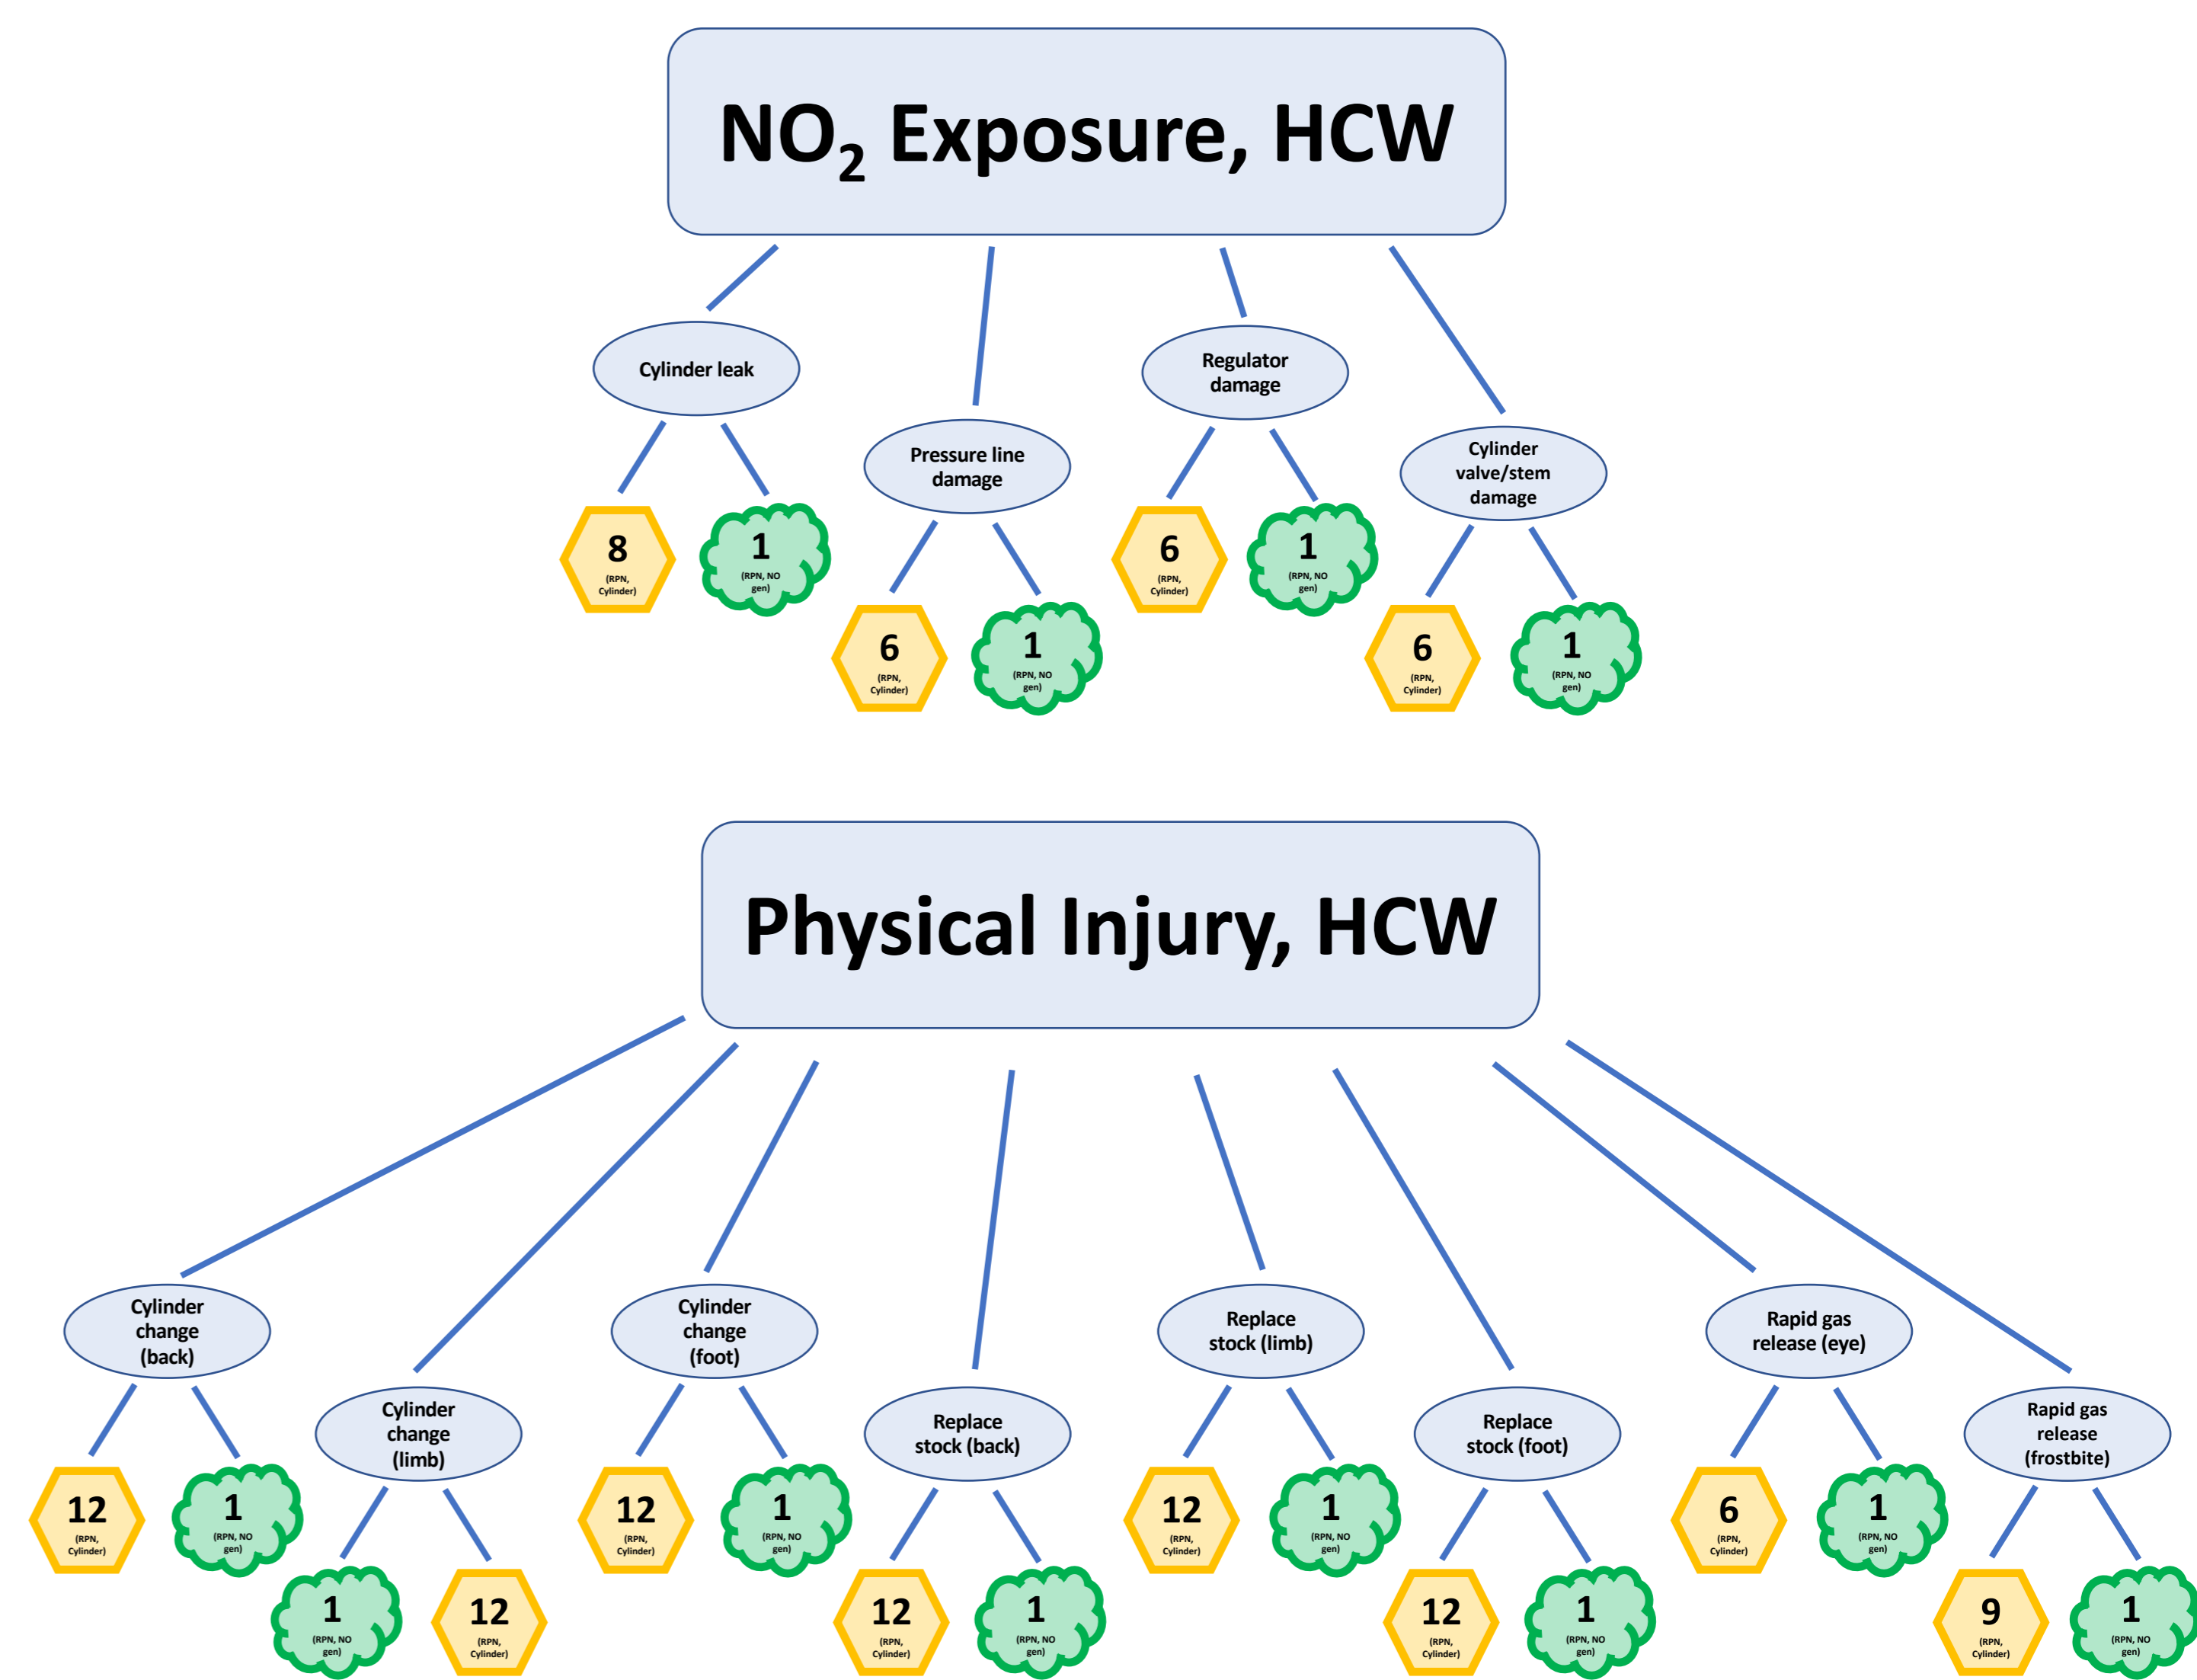 NO₂ Exposure, HCW
Cylinder leak
8
(RPN,
Cylinder)
1
(RPN, NO
gen)
Pressure line
damage
6
(RPN,
Cylinder)
1
(RPN, NO
gen)
Regulator
damage
6
(RPN,
Cylinder)
1
(RPN, NO
gen)
Cylinder
valve/stem
damage
6
(RPN,
Cylinder)
1
(RPN, NO
gen)
Physical Injury, HCW
Cylinder
change
(back)
12
(RPN,
Cylinder)
1
(RPN, NO
gen)
Cylinder
change
(limb)
1
(RPN, NO
gen)
12
(RPN,
Cylinder)
Cylinder
change
(foot)
12
(RPN,
Cylinder)
1
(RPN, NO
gen)
Replace
stock (back)
12
(RPN,
Cylinder)
1
(RPN, NO
gen)
Replace
stock (limb)
12
(RPN,
Cylinder)
1
(RPN, NO
gen)
Replace
stock (foot)
12
(RPN,
Cylinder)
1
(RPN, NO
gen)
Rapid gas
release (eye)
6
(RPN,
Cylinder)
1
(RPN, NO
gen)
Rapid gas
release
(frostbite)
9
(RPN,
Cylinder)
1
(RPN, NO
gen)